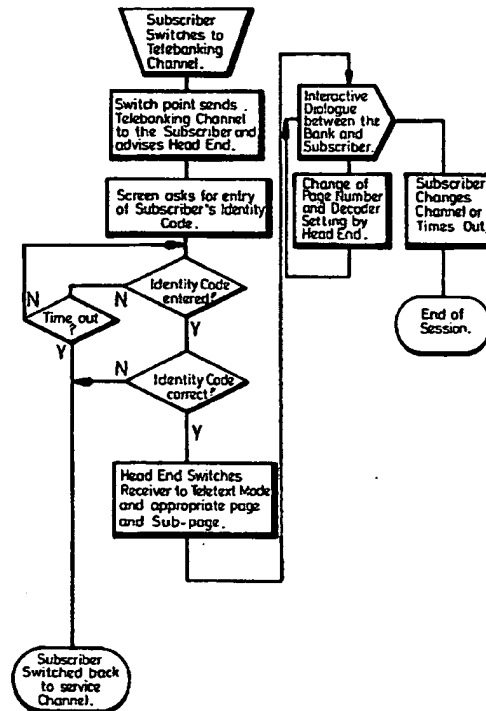 Subscriber
Switches to
Telebanking
Channel.
Switch point sends
Telebanking Channel
to the Subscriber and
advises Head End.
Screen asks for entry
of Subscriber's Identity
Code.
Identity Code
entered?
N
N
Time out
?
Y
Y
Identity Code
correct?
N
Y
Head End Switches
Receiver to Teletext Mode
and appropriate page
and Sub-page.
Subscriber
Switched back
to service
Channel.
Interactive
Dialogue
between the
Bank and
Subscriber.
Change of
Page Number
and Decoder
Setting by
Head End.
Subscriber
Changes
Channel or
Times Out,
End of
Session.